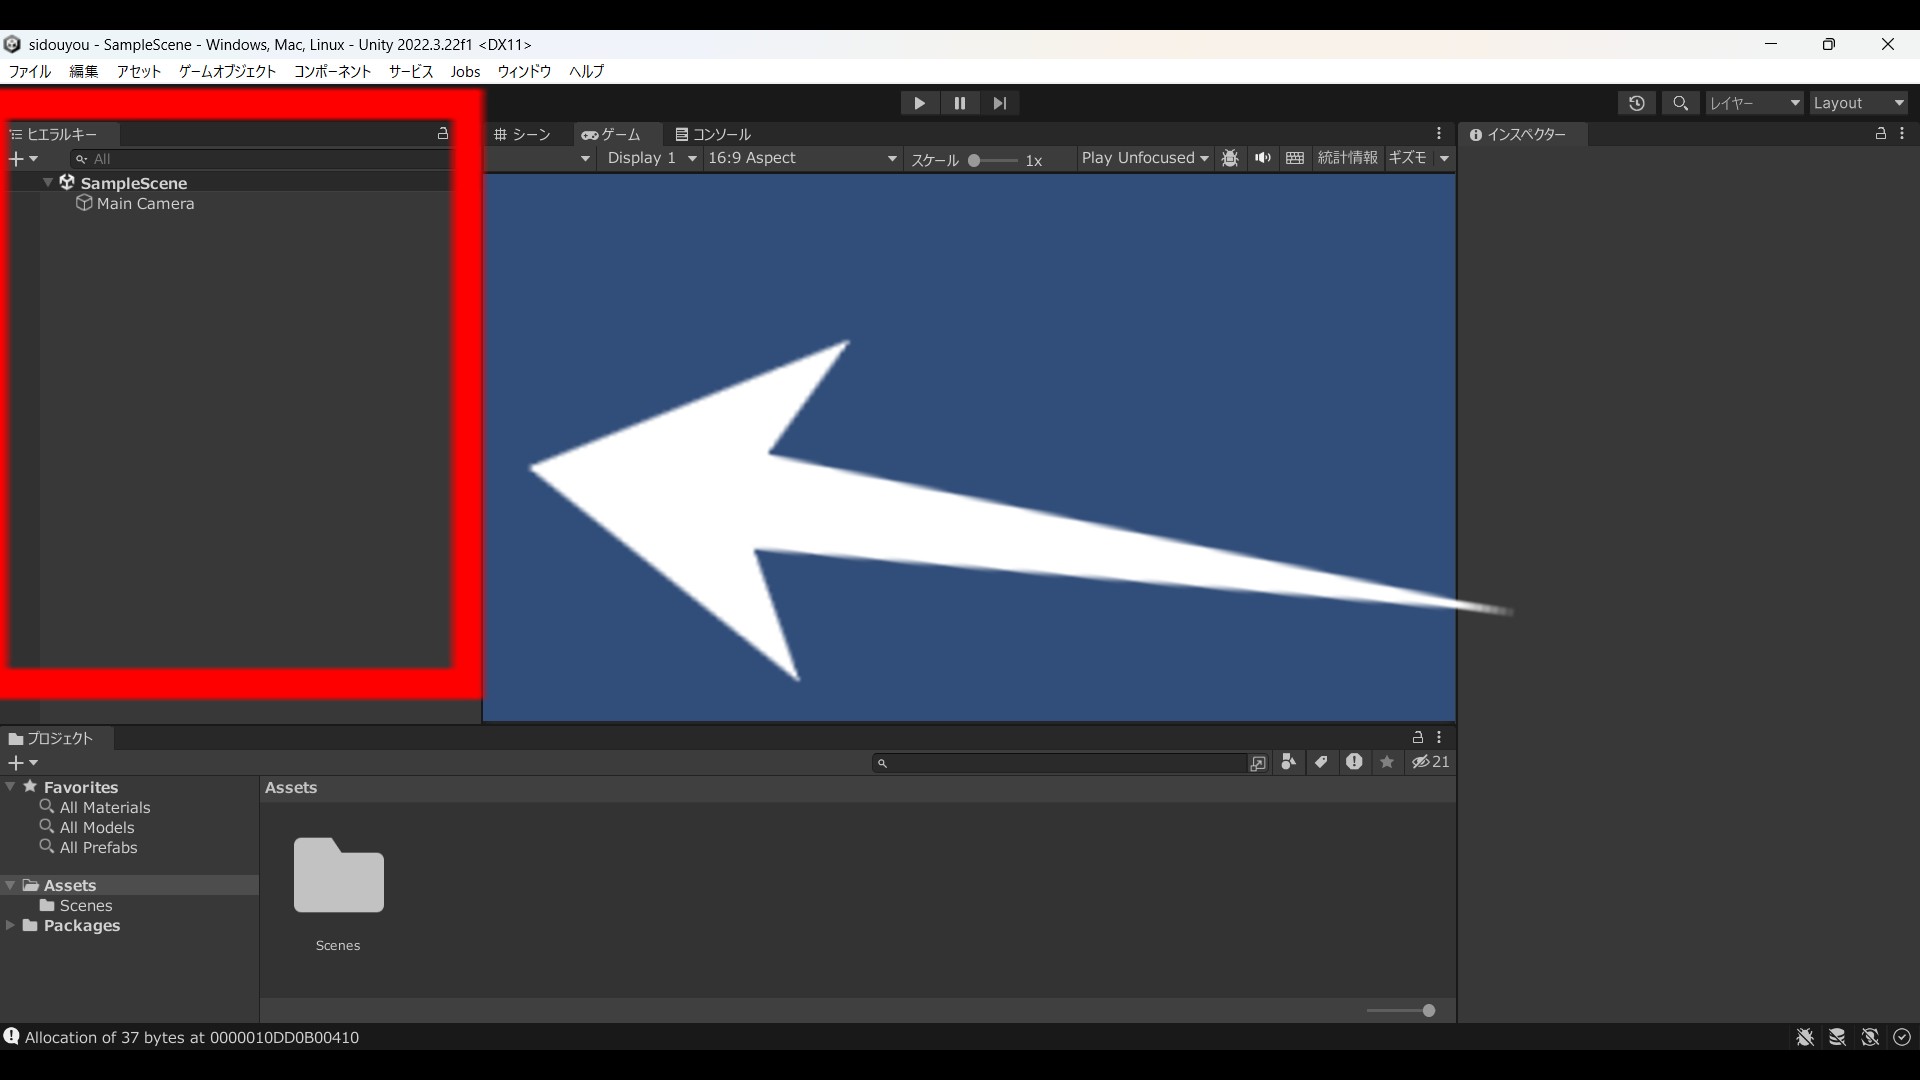 sidouyou - SampleScene - Windows, Mac, Linux - Unity 2022.3.22f1 <DX11>
ファイル 編集 アセット ゲームオブジェクト コンポーネント サービス Jobs ウィンドウ ヘルプ
レイヤー Layout
ヒエラルキー
All
SampleScene
Main Camera
シーン ゲーム コンソール
Display 1 16:9 Aspect スケール 1x Play Unfocused 統計情報 ギズモ
インスペクター
プロジェクト
21
Favorites
All Materials
All Models
All Prefabs
Assets
Scenes
Packages
Assets
Scenes
Allocation of 37 bytes at 0000010DD0B00410